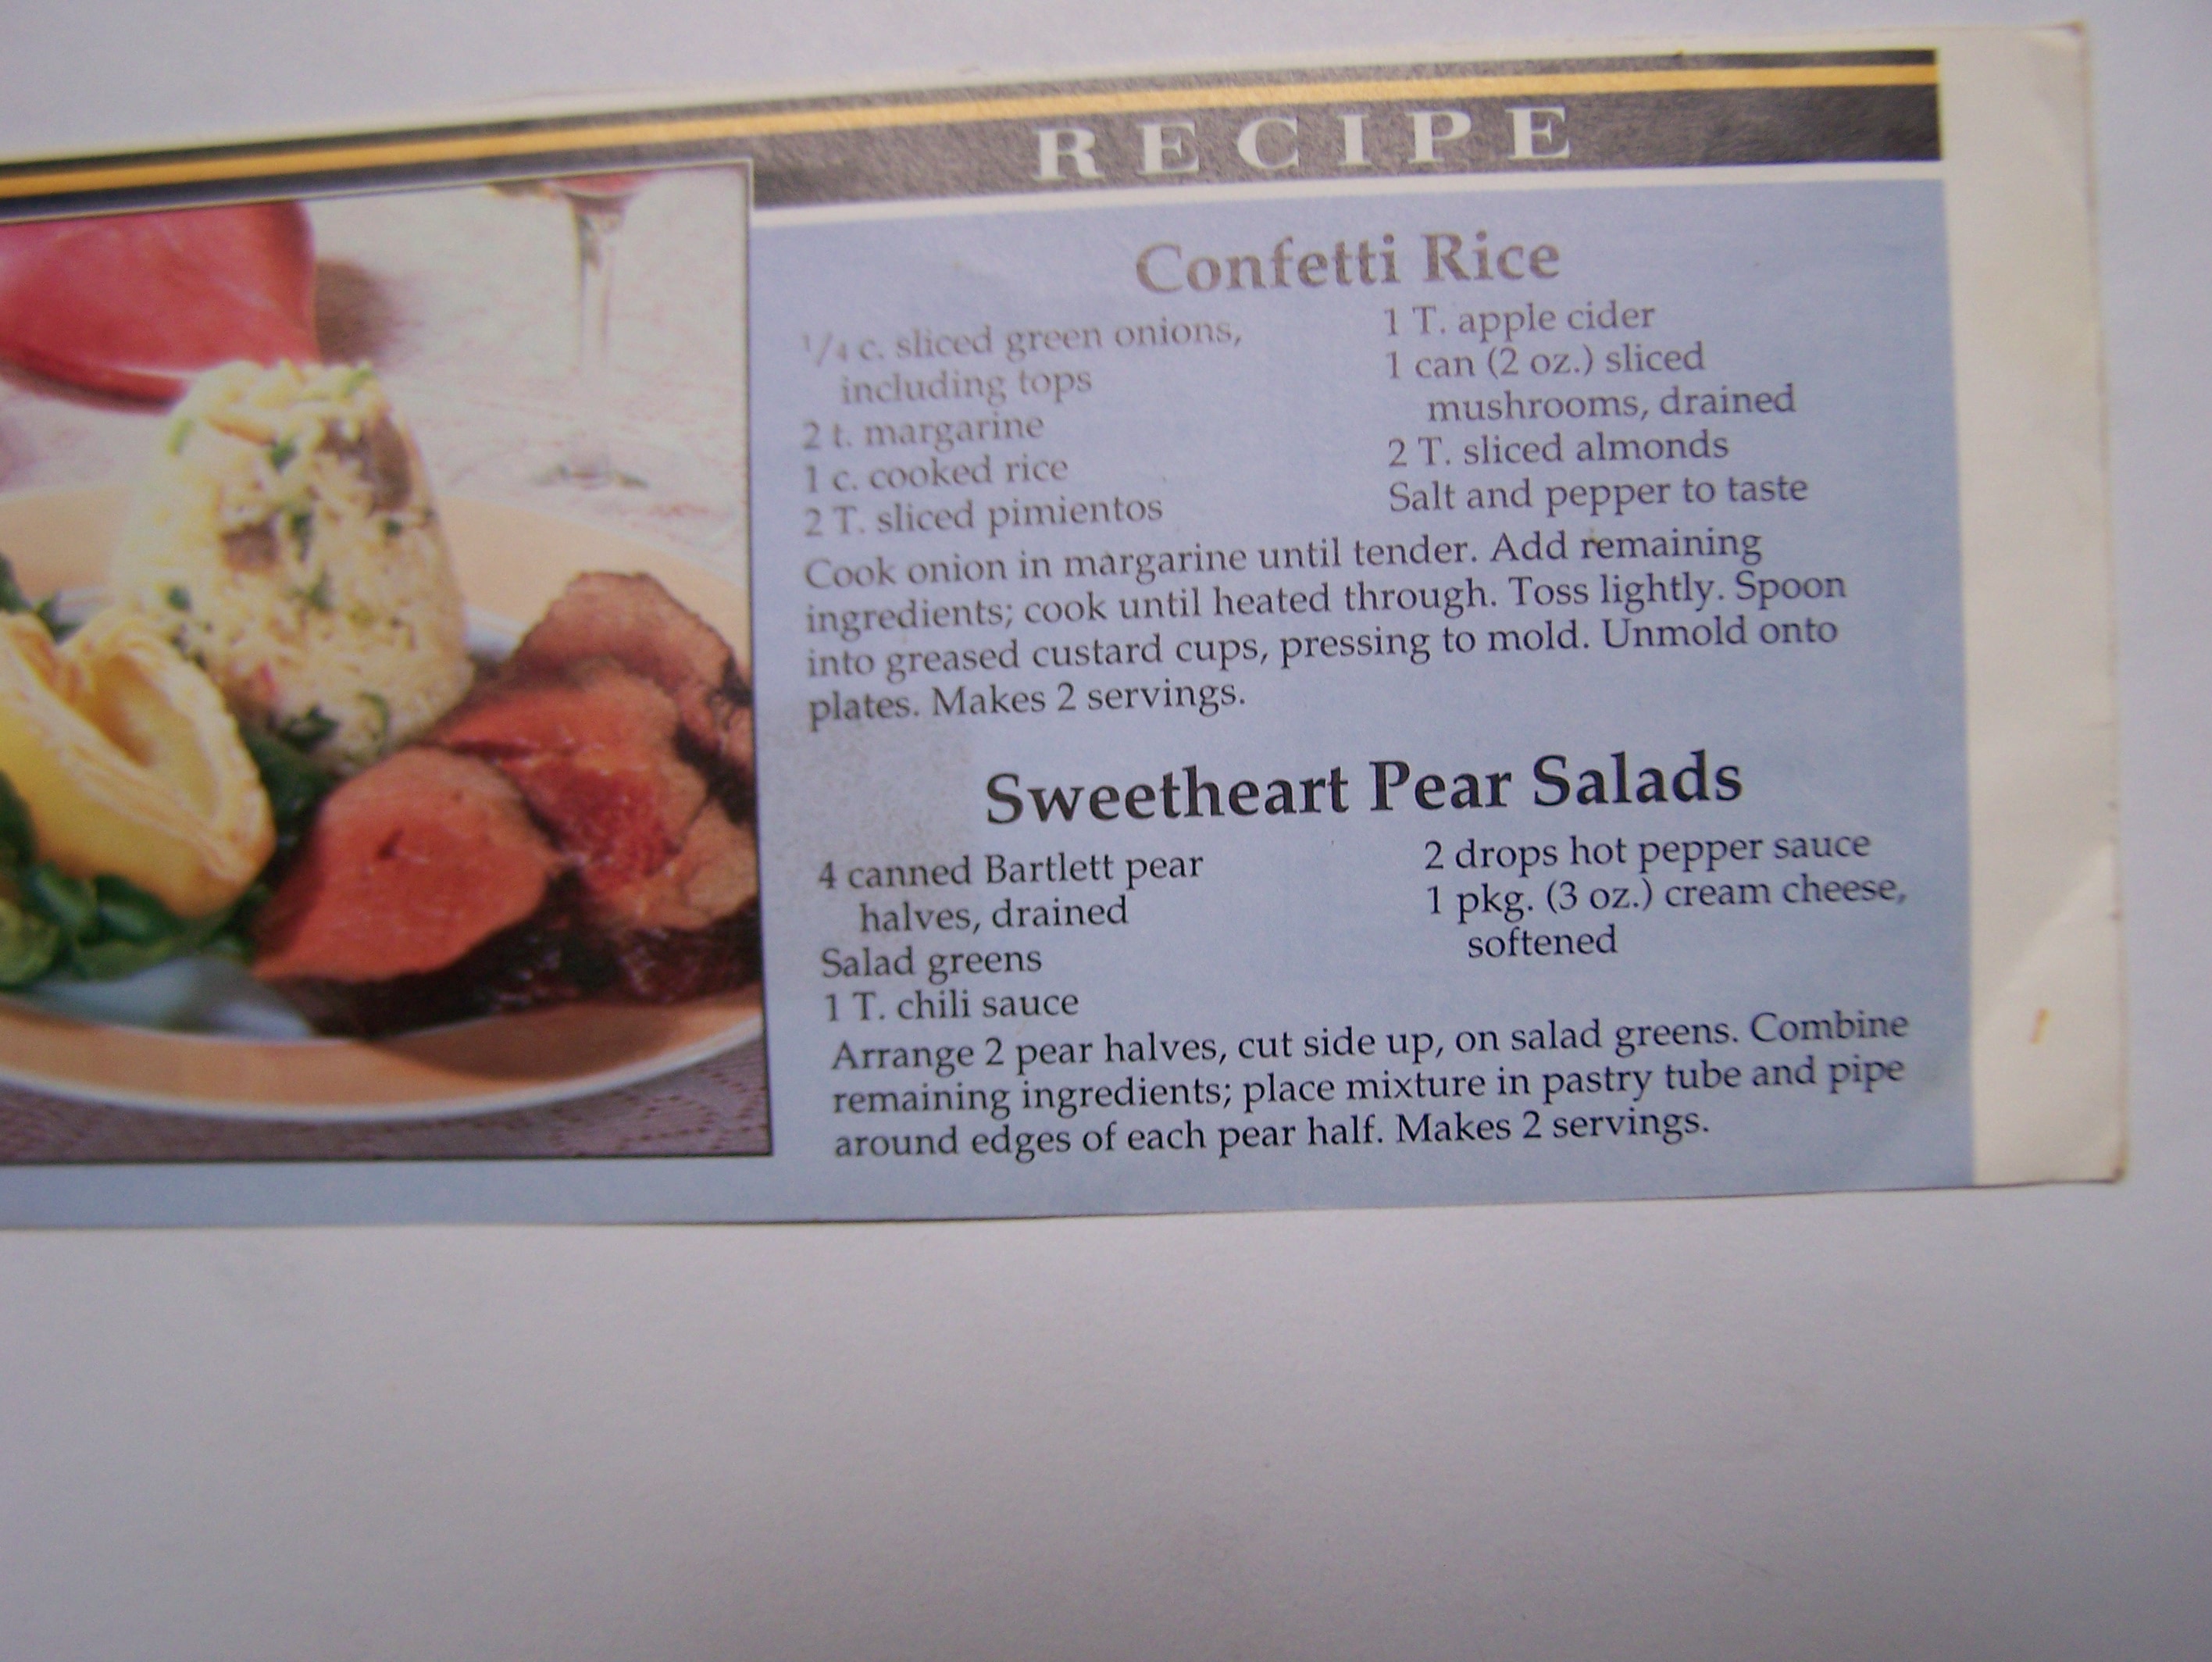 RECIPE
Confetti Rice
1/4 c. sliced green onions,
including tops
2 t. margarine
1 c. cooked rice
2 T. sliced pimientos
1 T. apple cider
1 can (2 oz.) sliced
mushrooms, drained
2 T. sliced almonds
Salt and pepper to taste
Cook onion in margarine until tender. Add remaining
ingredients; cook until heated through. Toss lightly. Spoon
into greased custard cups, pressing to mold. Unmold onto
plates. Makes 2 servings.
Sweetheart Pear Salads
4 canned Bartlett pear
halves, drained
Salad greens
1 T. chili sauce
2 drops hot pepper sauce
1 pkg. (3 oz.) cream cheese,
softened
Arrange 2 pear halves, cut side up, on salad greens. Combine
remaining ingredients; place mixture in pastry tube and pipe
around edges of each pear half. Makes 2 servings.